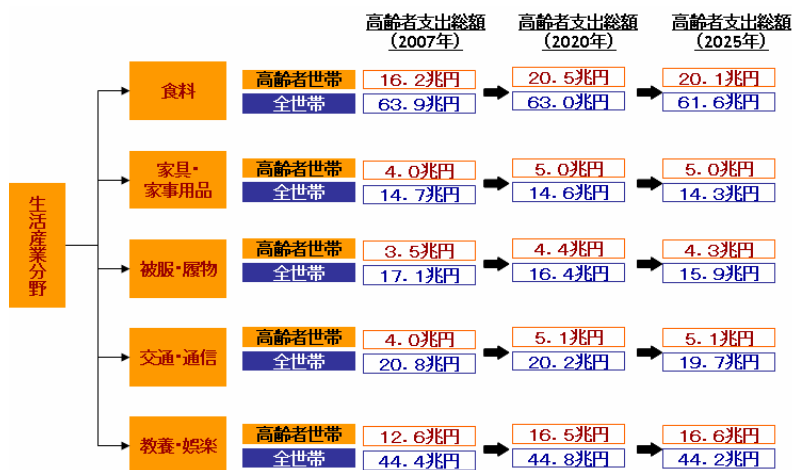 高齢者支出総額 高齢者支出総額 高齢者支出総額
(2007年) (2020年) (2025年)
生活産業分野
食料
高齢者世帯 16.2兆円 20.5兆円 20.1兆円
全世帯 63.9兆円 63.0兆円 61.6兆円
家具・
家事用品
高齢者世帯 4.0兆円 5.0兆円 5.0兆円
全世帯 14.7兆円 14.6兆円 14.3兆円
被服・履物
高齢者世帯 3.5兆円 4.4兆円 4.3兆円
全世帯 17.1兆円 16.4兆円 15.9兆円
交通・通信
高齢者世帯 4.0兆円 5.1兆円 5.1兆円
全世帯 20.8兆円 20.2兆円 19.7兆円
教養・娯楽
高齢者世帯 12.6兆円 16.5兆円 16.6兆円
全世帯 44.4兆円 44.8兆円 44.2兆円